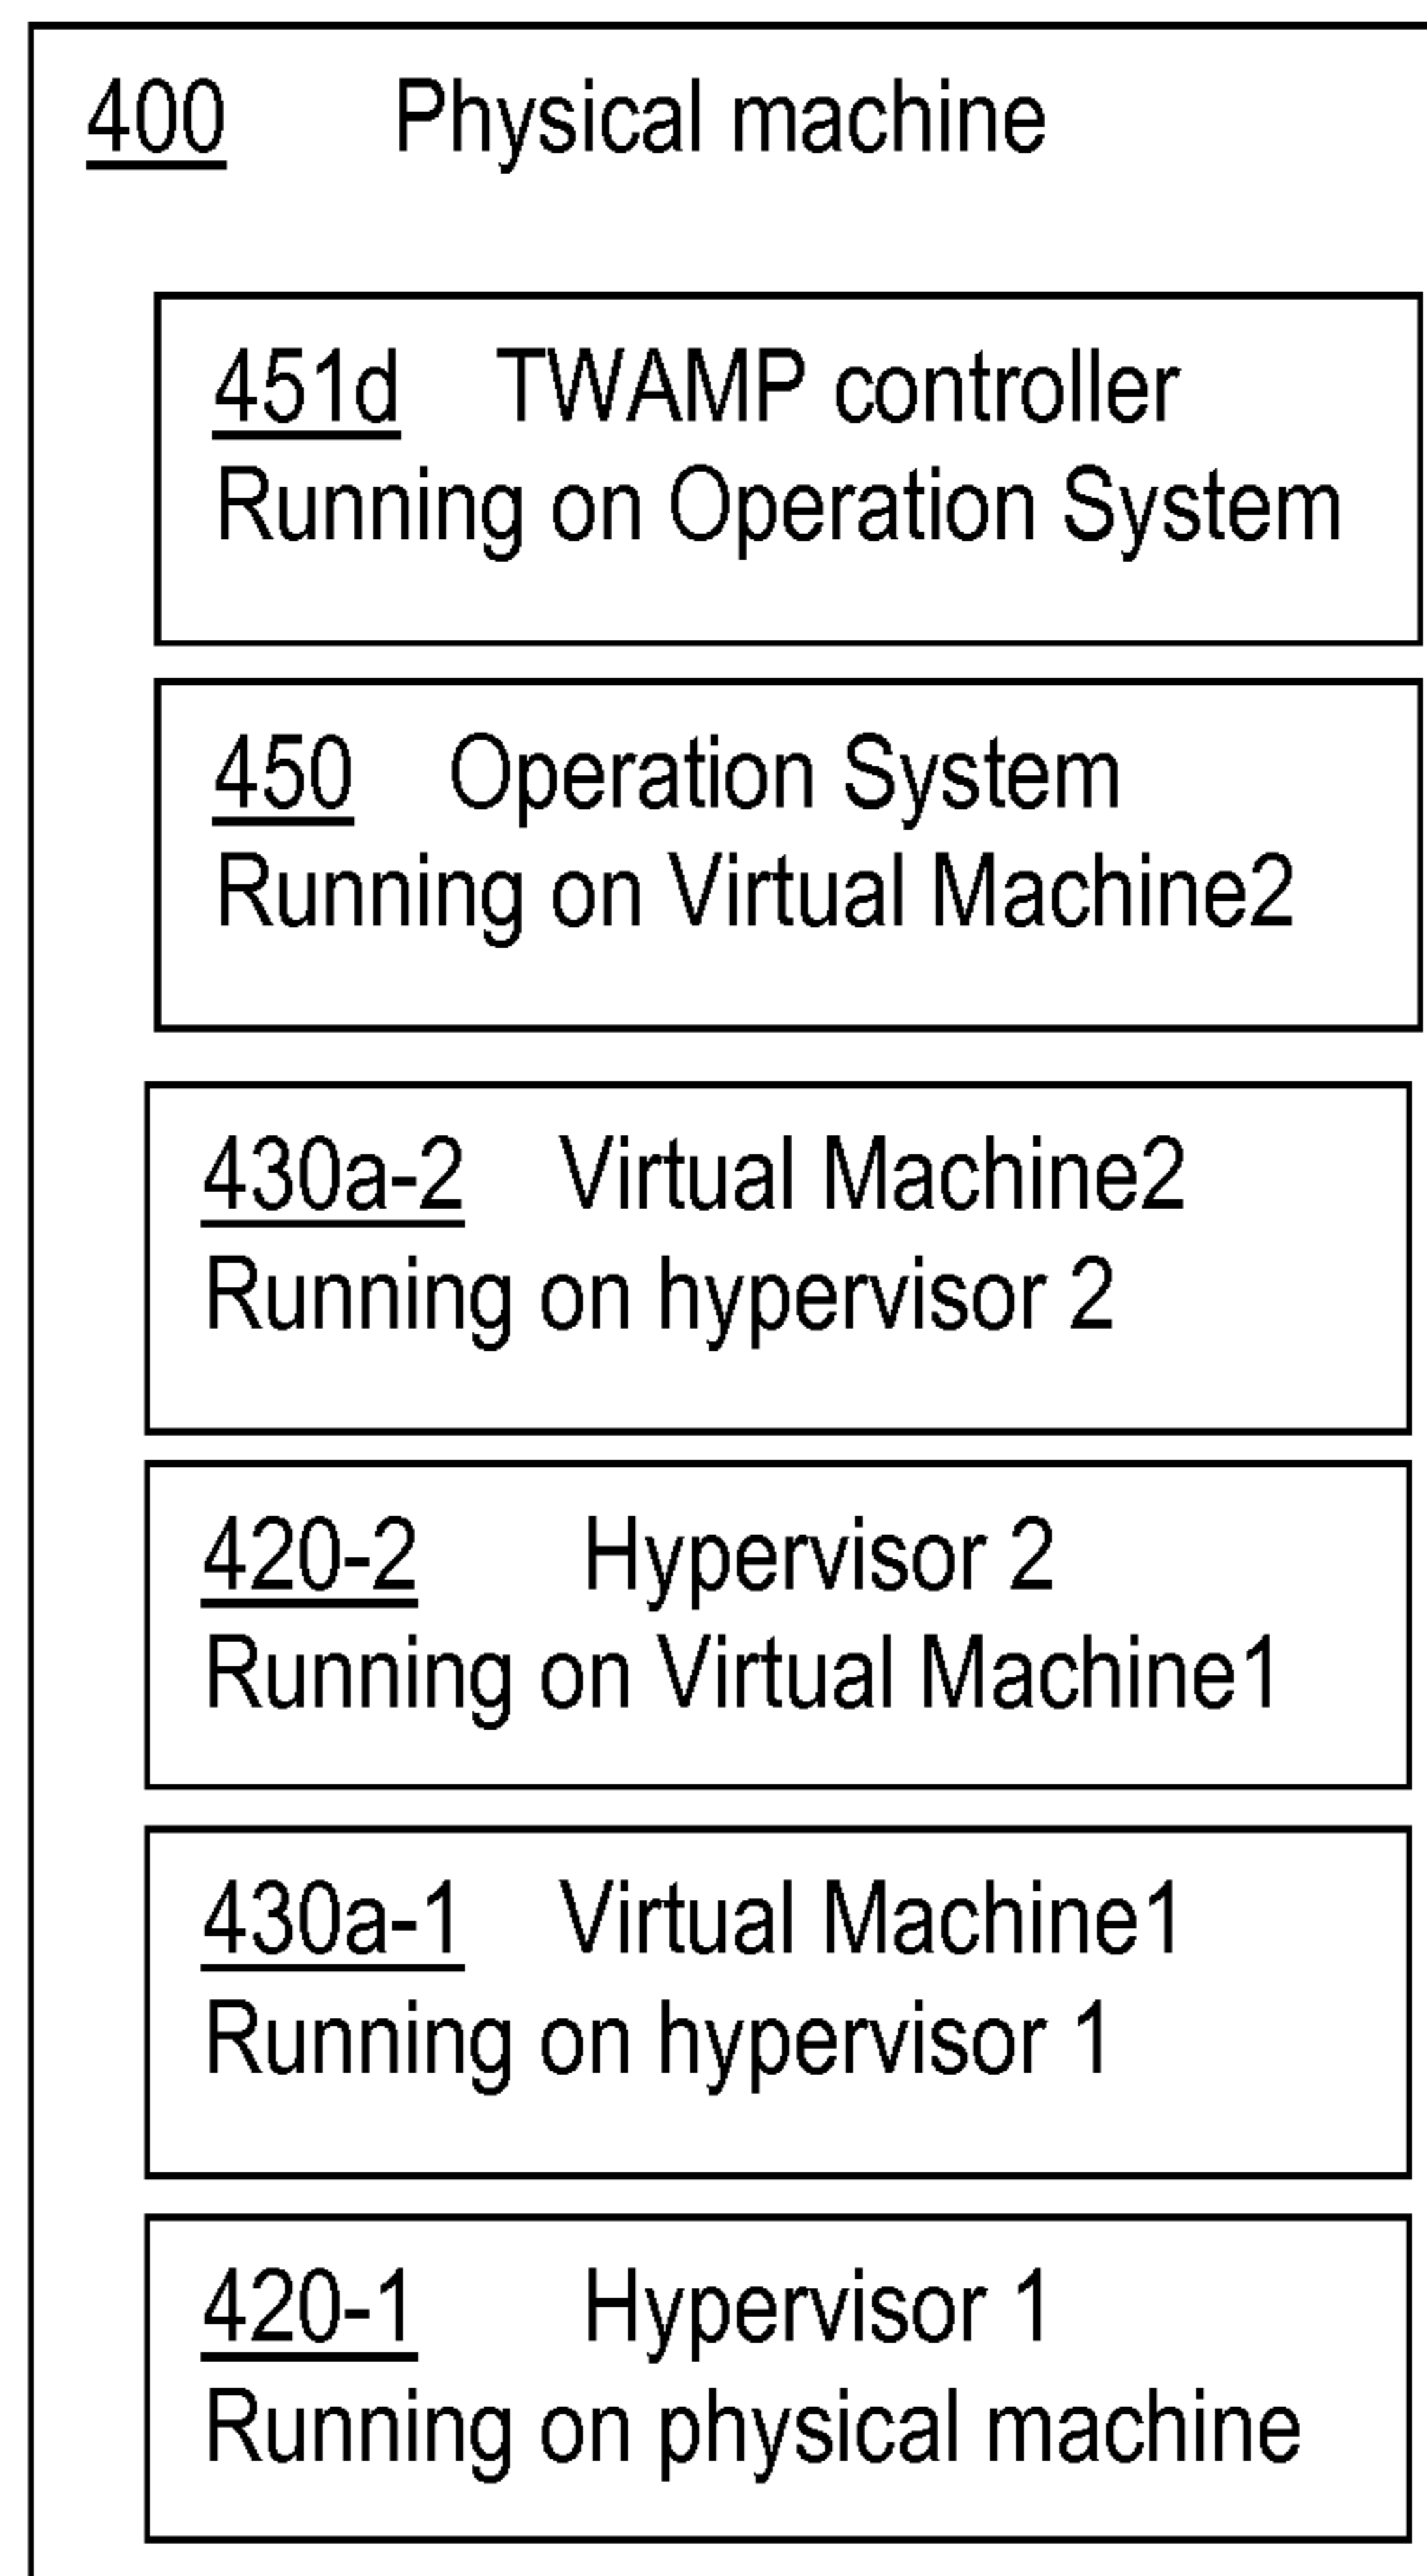 400 Physical machine
451d TWAMP controller
Running on Operation System
450 Operation System
Running on Virtual Machine2
430a-2 Virtual Machine2
Running on hypervisor 2
420-2 Hypervisor 2
Running on Virtual Machine1
430a-1 Virtual Machine1
Running on hypervisor 1
420-1 Hypervisor 1
Running on physical machine